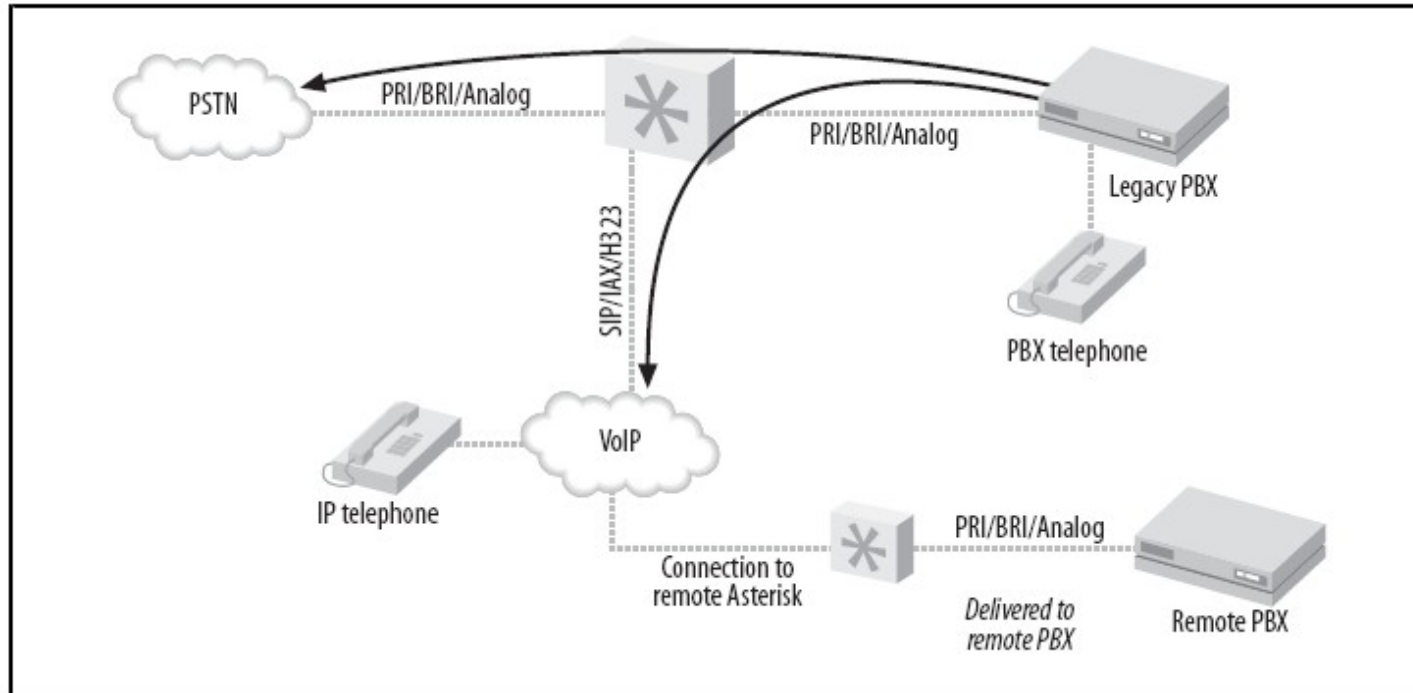 PSTN
PRI/BRI/Analog
PRI/BRI/Analog
Legacy PBX
SIP/IAX/H323
PBX telephone
VoIP
IP telephone
Connection to
remote Asterisk
PRI/BRI/Analog
Delivered to
remote PBX
Remote PBX